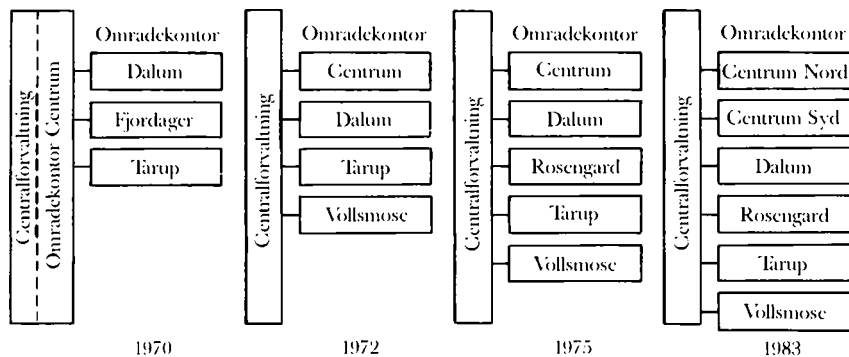 Centralforvaltning
Omradekontor Centrum
Omradekontor
Dalum
Fjordager
Tarup
1970
Centralforvaltning
Omradekontor
Centrum
Dalum
Tarup
Vollsmose
1972
Centralforvaltning
Omradekontor
Centrum
Dalum
Rosengard
Tarup
Vollsmose
1975
Centralforvaltning
Omradekontor
Centrum Nord
Centrum Syd
Dalum
Rosengard
Tarup
Vollsmose
1983